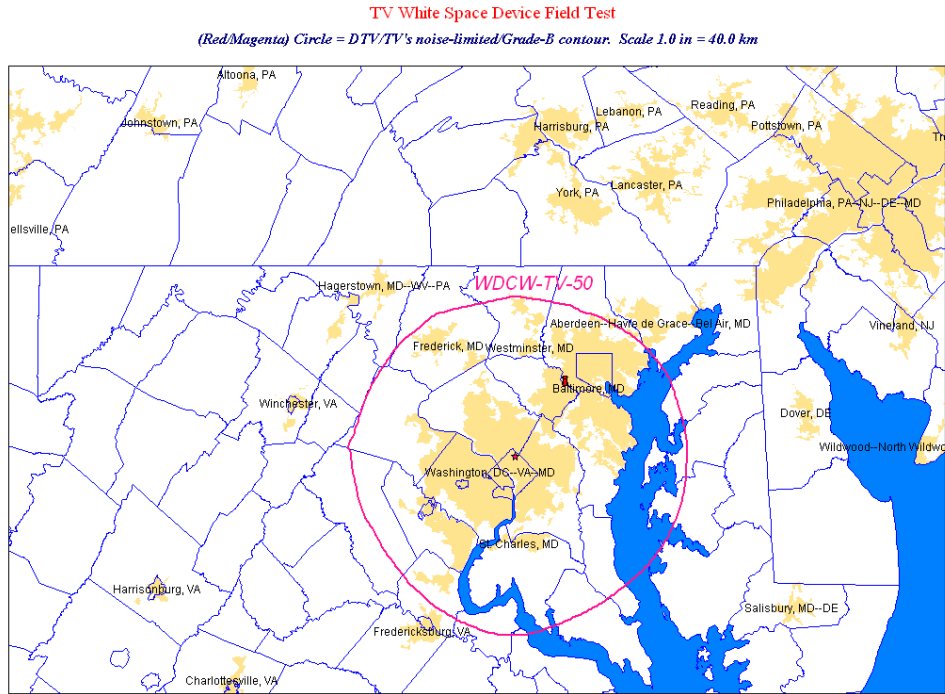 TV White Space Device Field Test
(Red/Magenta) Circle = DTV/TV's noise-limited/Grade-B contour. Scale 1.0 in = 40.0 km
Altoona, PA
Johnstown, PA
Lebanon, PA
Reading, PA
Harrisburg, PA
Pottstown, PA
York, PA
Lancaster, PA
Philadelphia, PA--NJ--DE--MD
ellsville, PA
Hagerstown, MD--WV--PA
WDCW-TV-50
Aberdeen--Havre de Grace--Bel Air, MD
Vineland, NJ
Frederick, MD
Westminster, MD
Baltimore, MD
Winchester, VA
Dover, DE
Wildwood--North Wildwo
Washington, DC--VA--MD
St. Charles, MD
Harrisonburg, VA
Salisbury, MD--DE
Fredericksburg, VA
Charlottesville, VA